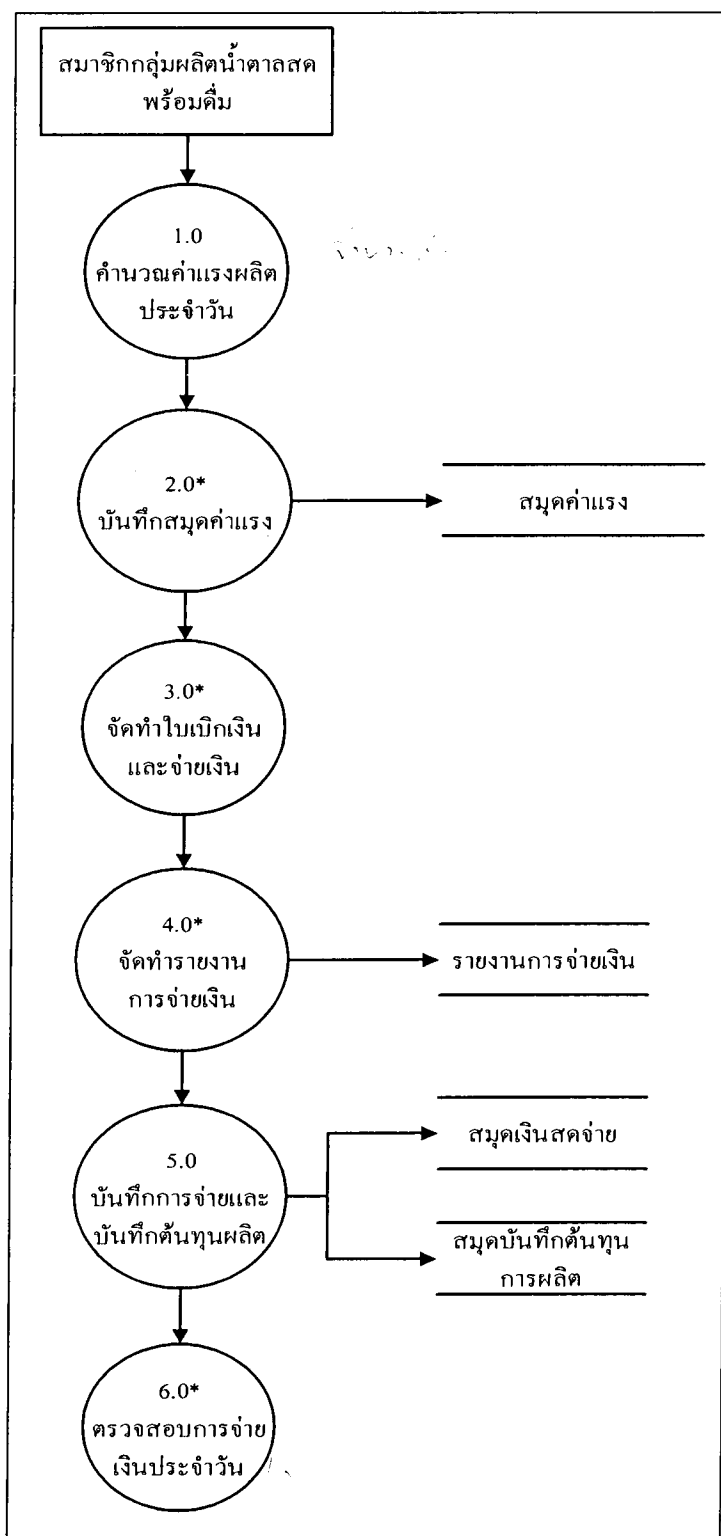 สมาชิกกลุ่มผลิตน้ำตาลสด
พร้อมดื่ม
1.0
คำนวณค่าแรงผลิต
ประจำวัน
2.0*
บันทึกสมุดค่าแรง
สมุดค่าแรง
3.0*
จัดทำใบเบิกเงิน
และจ่ายเงิน
4.0*
จัดทำรายงาน
การจ่ายเงิน
รายงานการจ่ายเงิน
5.0
บันทึกการจ่ายและ
บันทึกต้นทุนผลิต
สมุดเงินสดจ่าย
สมุดบันทึกต้นทุน
การผลิต
6.0*
ตรวจสอบการจ่าย
เงินประจำวัน